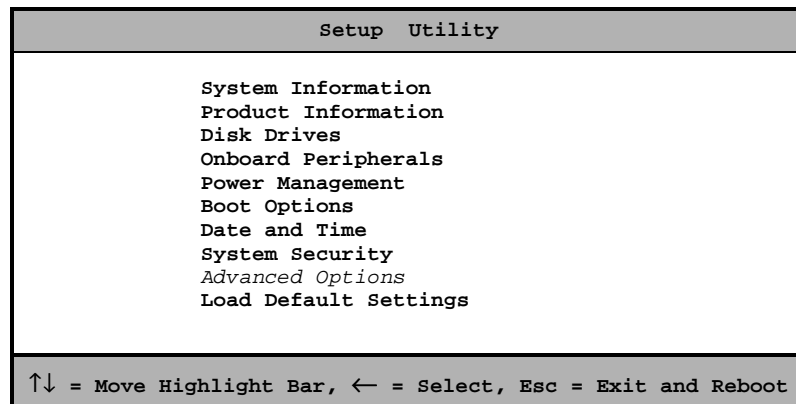 Setup Utility
System Information
Product Information
Disk Drives
Onboard Peripherals
Power Management
Boot Options
Date and Time
System Security
Advanced Options
Load Default Settings
↑↓ = Move Highlight Bar, ← = Select, Esc = Exit and Reboot